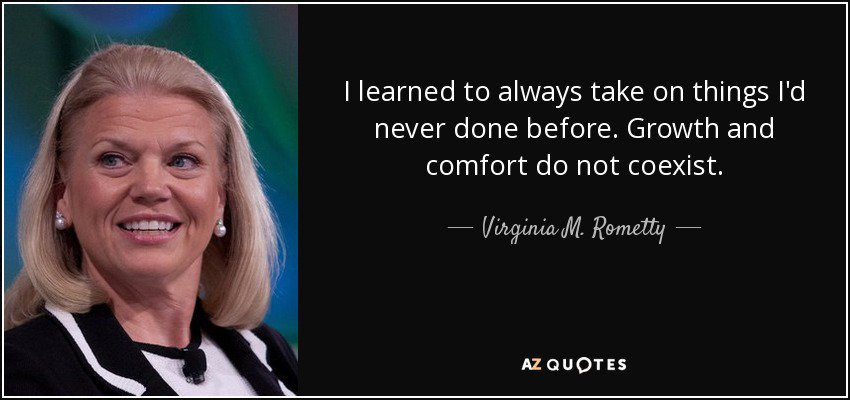 I learned to always take on things I'd
never done before. Growth and
comfort do not coexist.
Virginia M. Rometty
AZ QUOTES